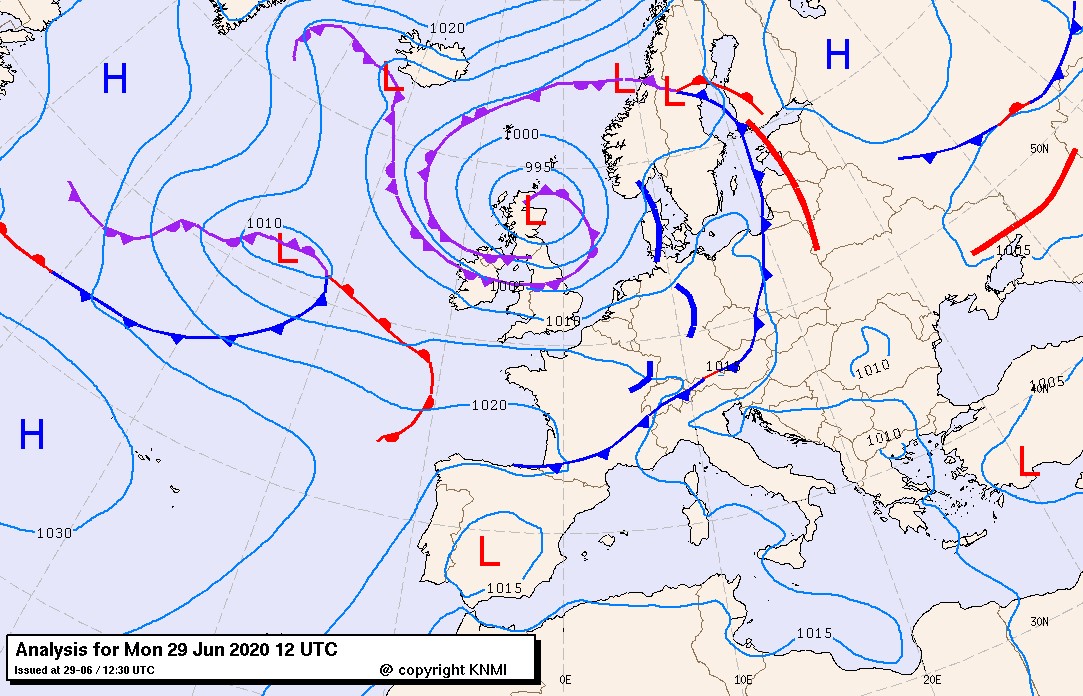 1020
H
H
L
L
L
1000
50N
995
L
1010
L
1005
1005
1010
1015
1010
1005
40N
1020
H
1010
L
1030
L
1015
30N
1015
Analysis for Mon 29 Jun 2020 12 UTC
Issued at 29-06 / 12:30 UTC
@ copyright KNMI
0E
10E
20E